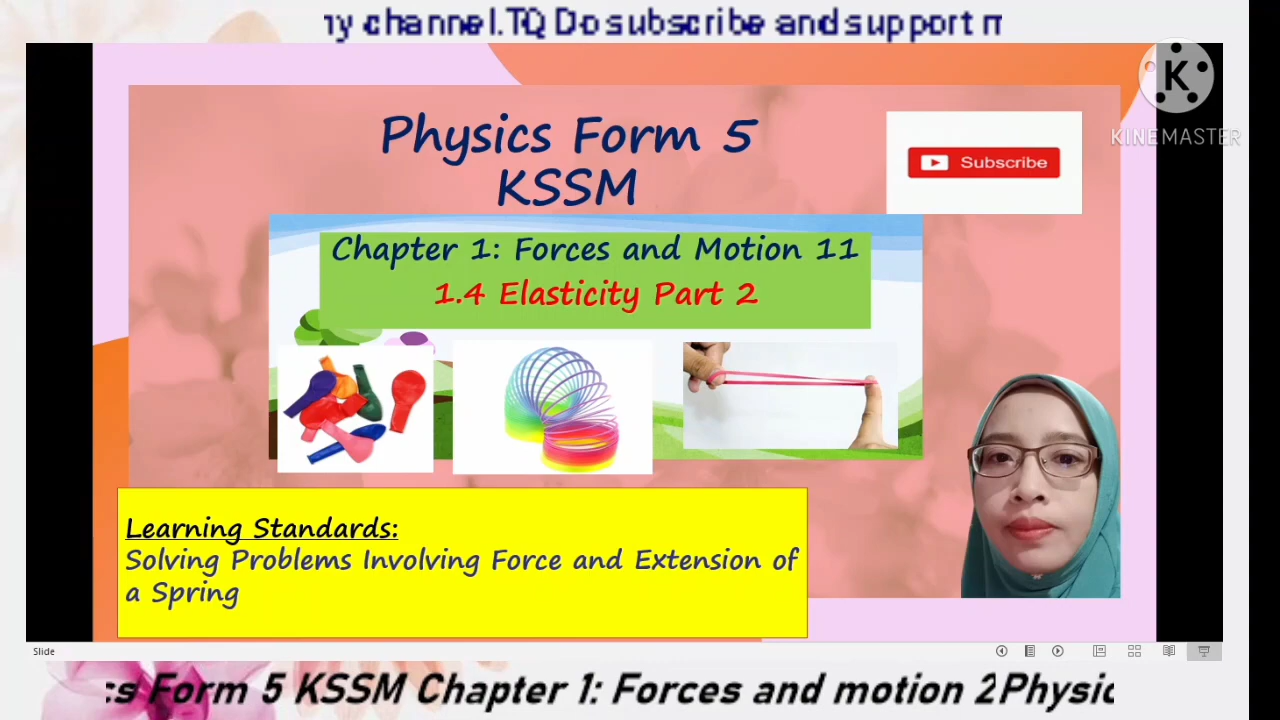 my channel.TQ Do subscribe and support m
K
KINEMASTER
Physics Form 5
KSSM
Subscribe
Chapter 1: Forces and Motion 11
1.4 Elasticity Part 2
Learning Standards:
Solving Problems Involving Force and Extension of
a Spring
Slide
cs Form 5 KSSM Chapter 1: Forces and motion 2Physic